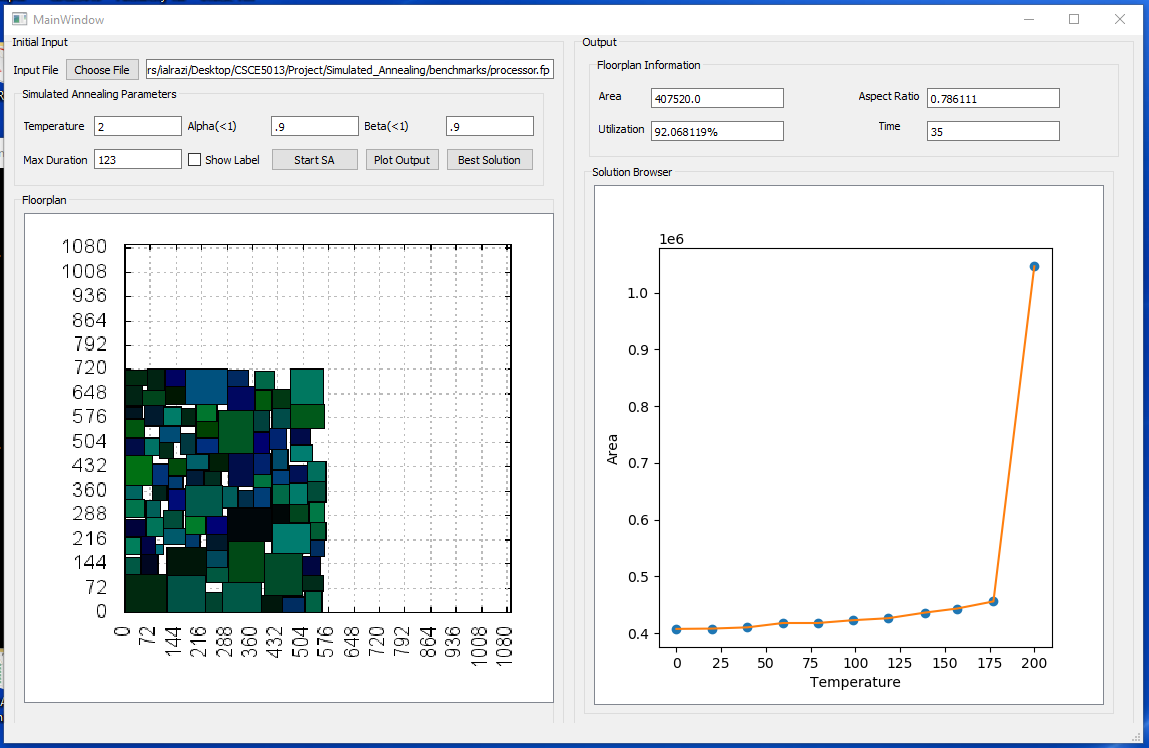 MainWindow
Initial Input
Input File Choose File rs/ialrazi/Desktop/CSCE5013/Project/Simulated_Annealing/benchmarks/processor.fp
Simulated Annealing Parameters
Temperature 2 Alpha(<1) .9 Beta(<1) .9
Max Duration 123 Show Label Start SA Plot Output Best Solution
Floorplan
1080
1008
936
864
792
720
648
576
504
432
360
288
216
144
72
0
0 72 144 216 288 360 432 504 576 648 720 792 864 936 1008 1080
Output
Floorplan Information
Area 407520.0 Aspect Ratio 0.786111
Utilization 92.068119% Time 35
Solution Browser
1e6
1.0
0.9
0.8
0.7
0.6
0.5
0.4
Area
0 25 50 75 100 125 150 175 200
Temperature